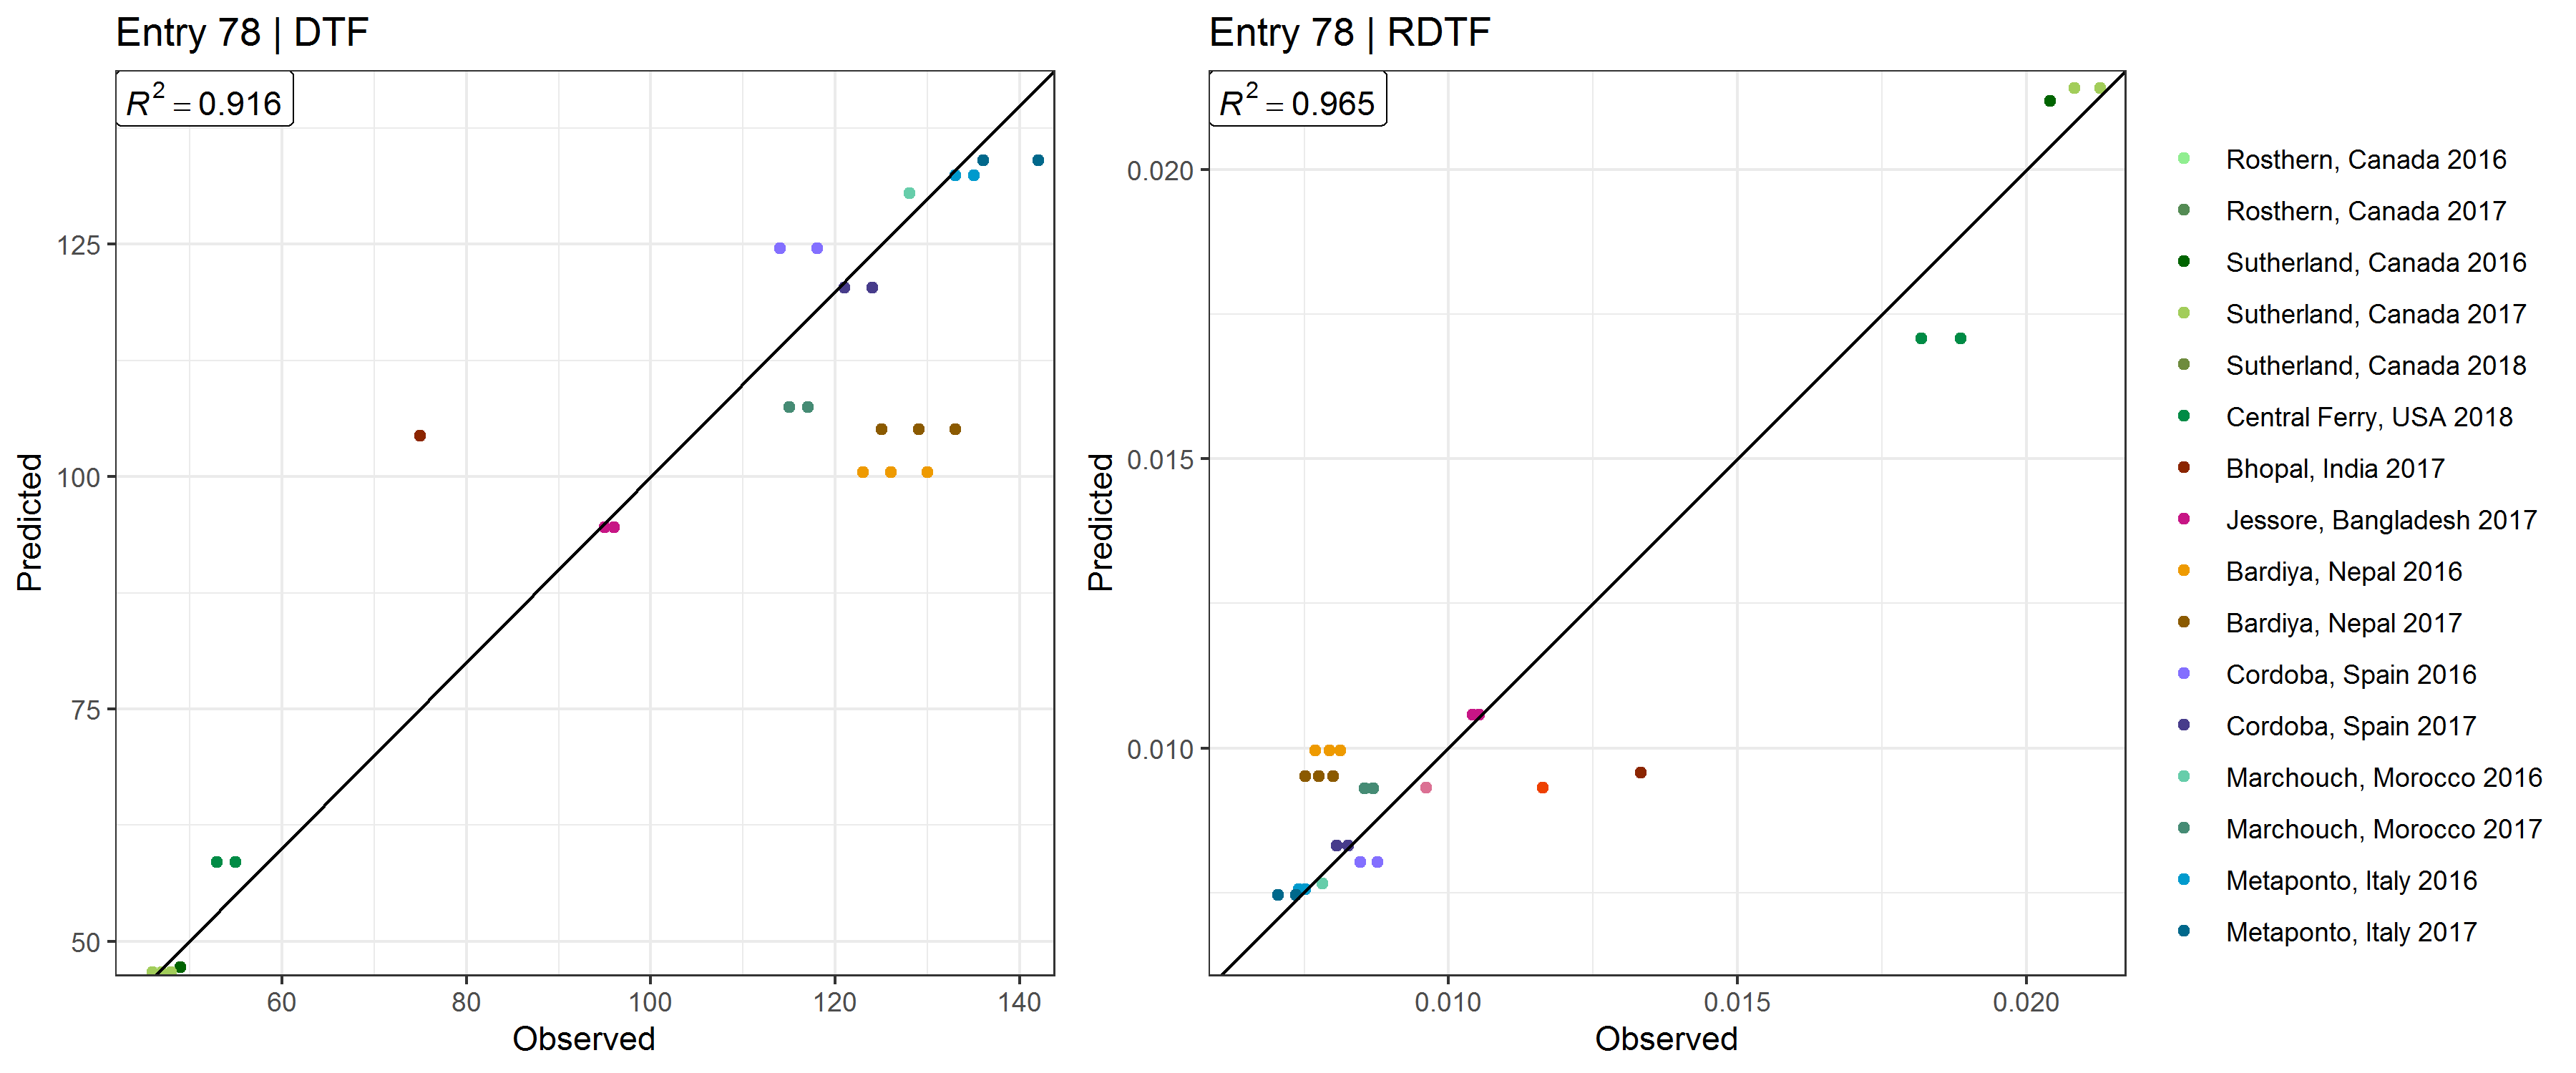 Entry 78 | DTF
R² = 0.916
125
100
75
50
60 80 100 120 140
Observed
Predicted
Entry 78 | RDTF
R² = 0.965
0.020
0.015
0.010
0.010 0.015 0.020
Observed
Predicted
Rosthern, Canada 2016
Rosthern, Canada 2017
Sutherland, Canada 2016
Sutherland, Canada 2017
Sutherland, Canada 2018
Central Ferry, USA 2018
Bhopal, India 2017
Jessore, Bangladesh 2017
Bardiya, Nepal 2016
Bardiya, Nepal 2017
Cordoba, Spain 2016
Cordoba, Spain 2017
Marchouch, Morocco 2016
Marchouch, Morocco 2017
Metaponto, Italy 2016
Metaponto, Italy 2017